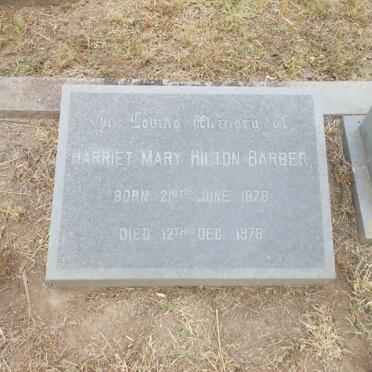 In Loving Memory of
HARRIET MARY HILTON BARBER
BORN 21ST JUNE 1878
DIED 12TH DEC. 1978